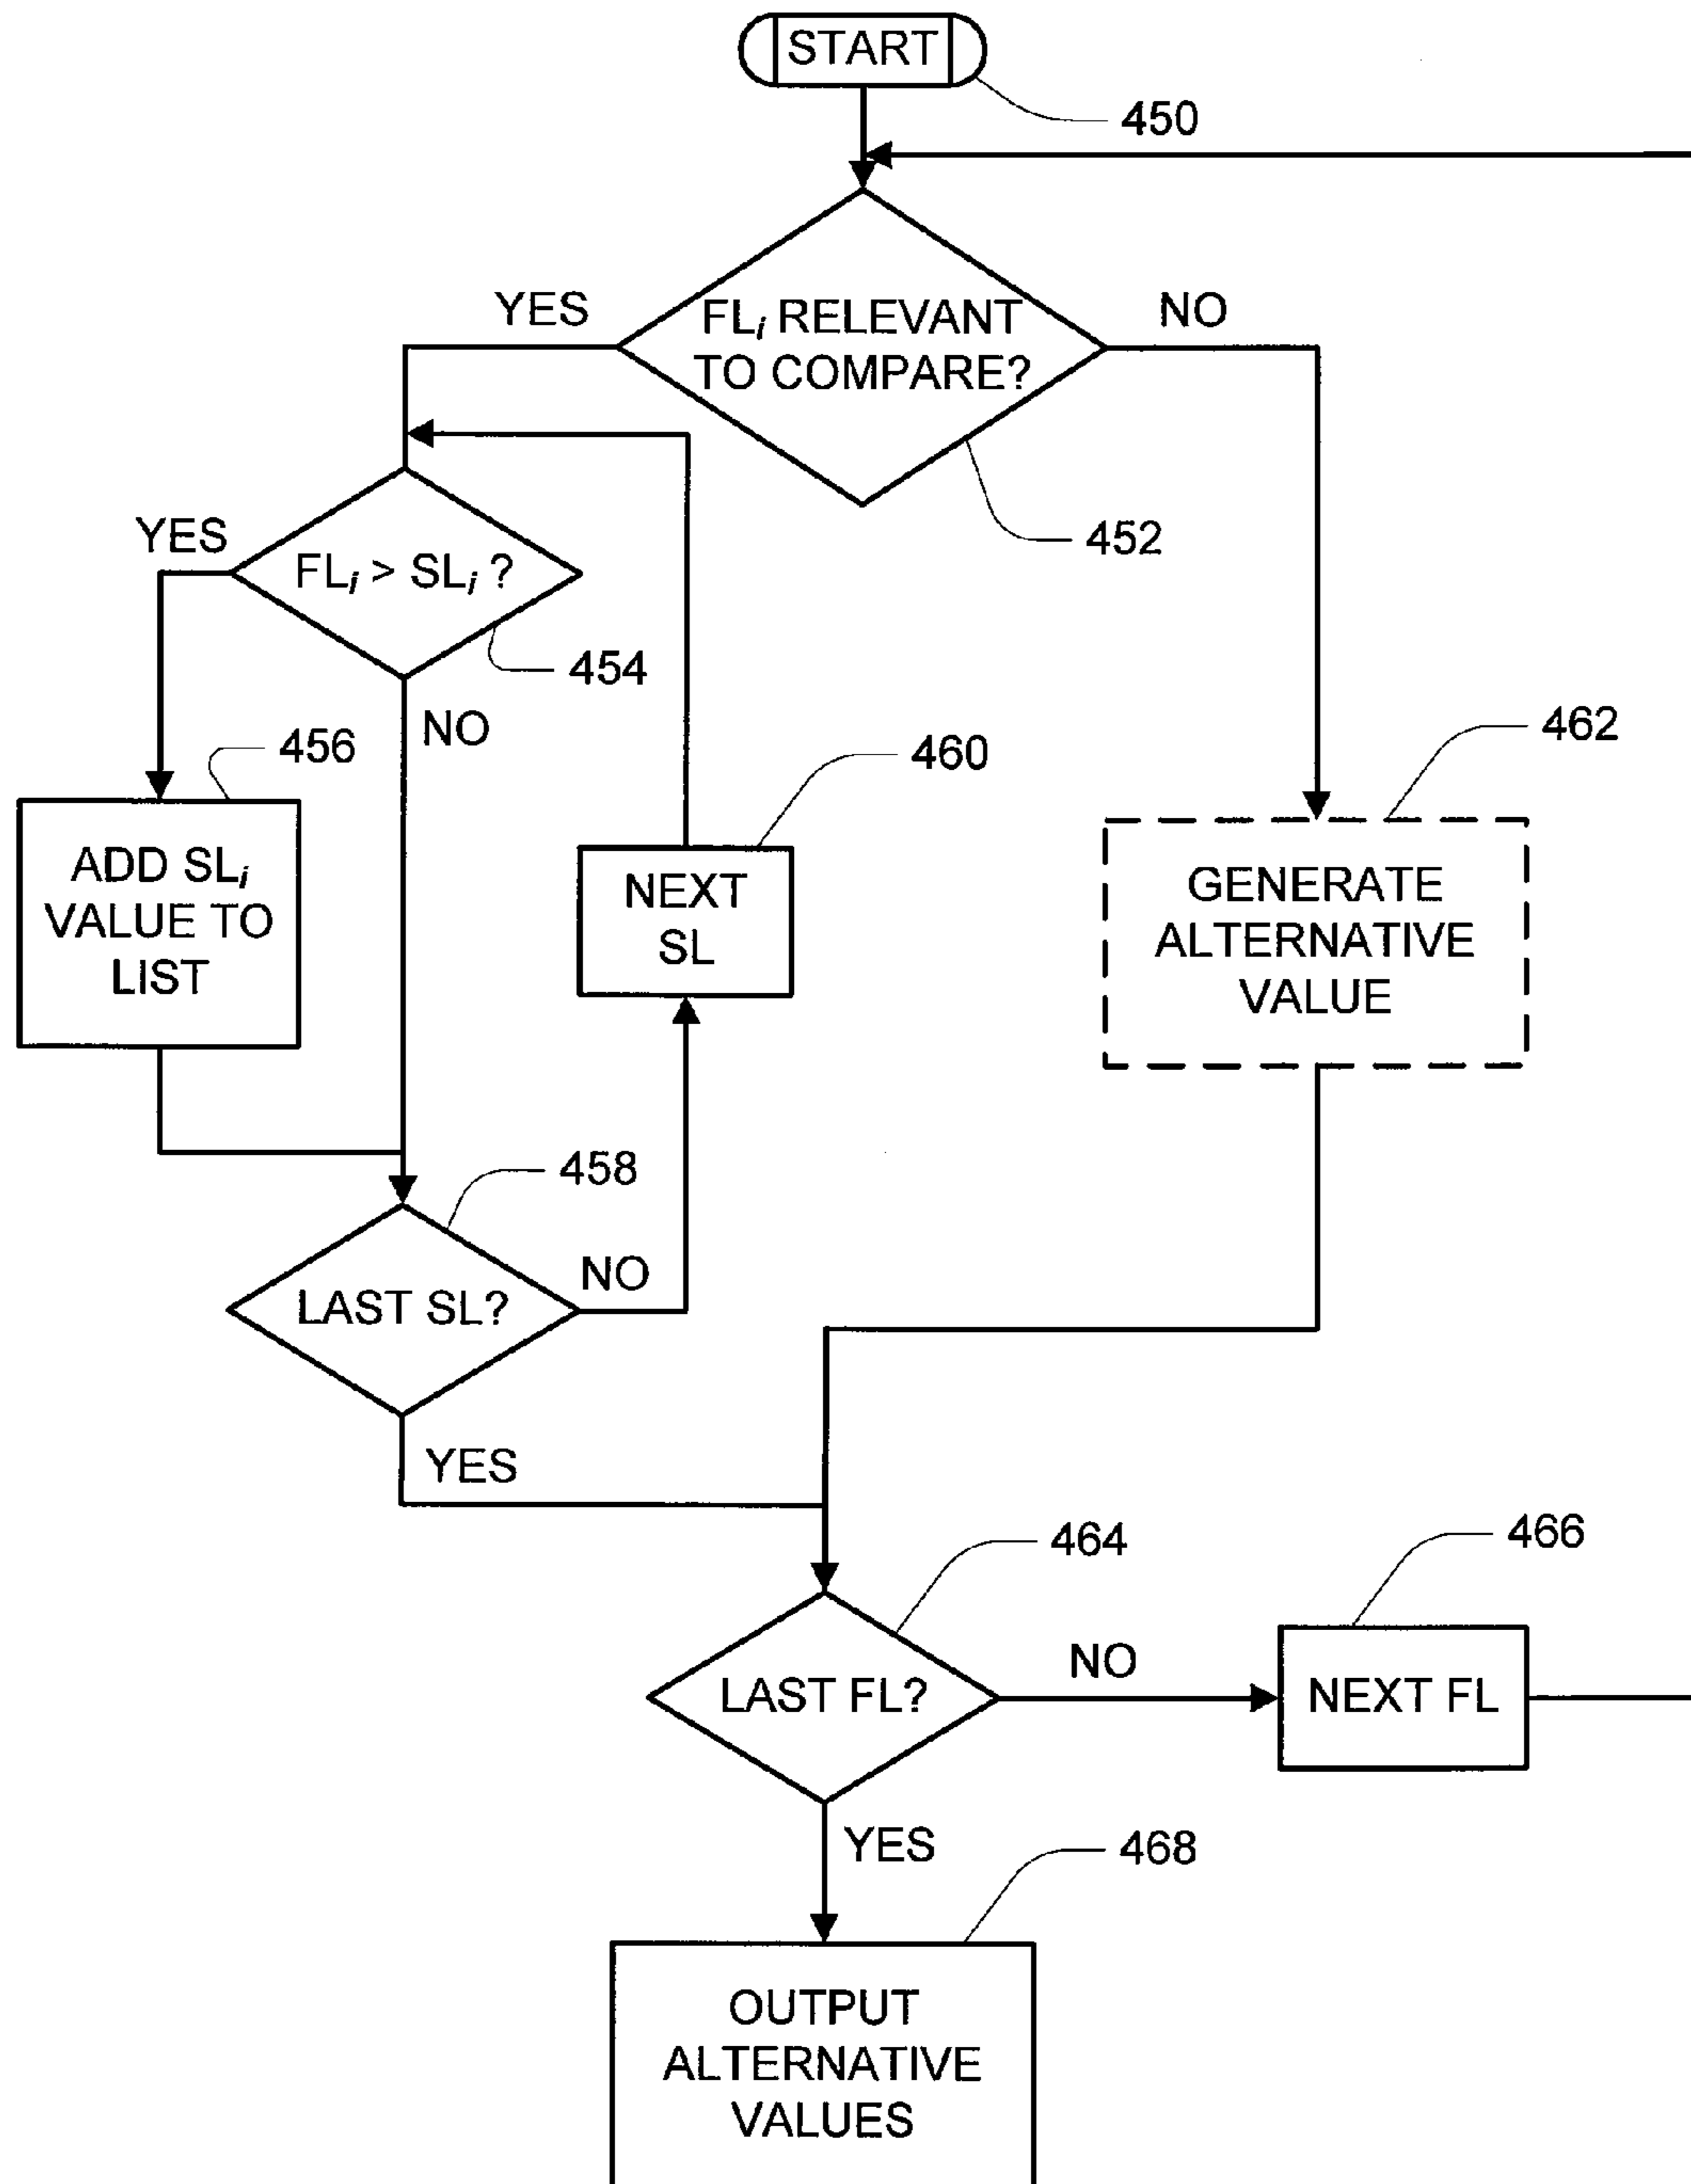 START
450
YES
FLi RELEVANT
TO COMPARE?
NO
452
YES
FLi > SLi ?
454
NO
456
ADD SLi
VALUE TO
LIST
460
NEXT
SL
462
GENERATE
ALTERNATIVE
VALUE
458
LAST SL?
NO
YES
464
LAST FL?
NO
466
NEXT FL
YES
468
OUTPUT
ALTERNATIVE
VALUES